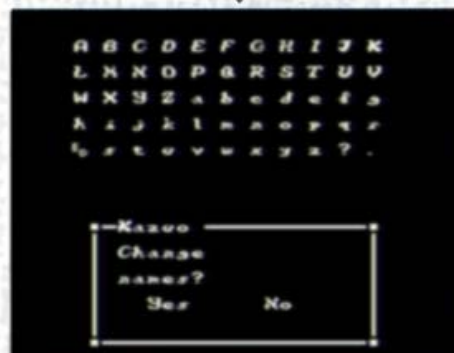 A B C D E F G H I J K
L M N O P Q R S T U V
W X Y Z a b c d e f g
h i j k l m n o p q r
s t u v w x y z ? .
Kazuo
Change
names?
Yes No